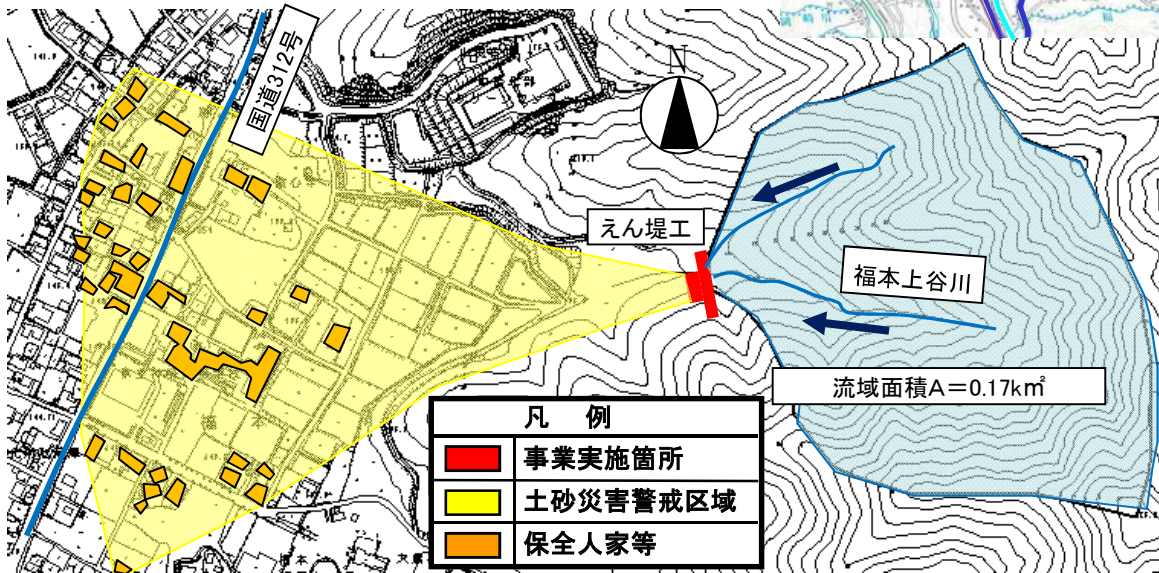 国道312号
N
えん堤工
福本上谷川
流域面積A＝0.17k㎡
凡 例
事業実施箇所
土砂災害警戒区域
保全人家等